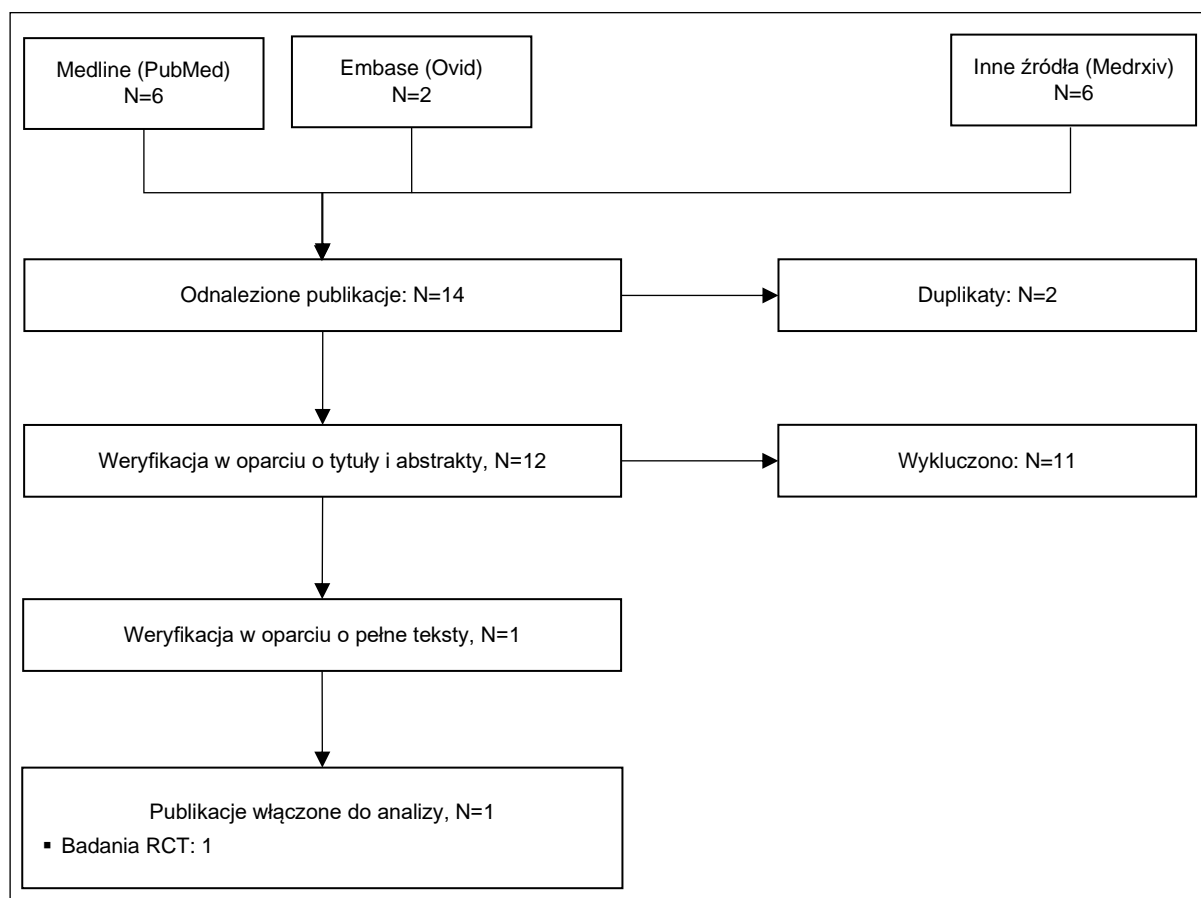 Medline (PubMed)
N=6
Embase (Ovid)
N=2
Inne źródła (Medrxiv)
N=6
Odnalezione publikacje: N=14
Duplikaty: N=2
Weryfikacja w oparciu o tytuły i abstrakty, N=12
Wykluczono: N=11
Weryfikacja w oparciu o pełne teksty, N=1
Publikacje włączone do analizy, N=1
▪ Badania RCT: 1